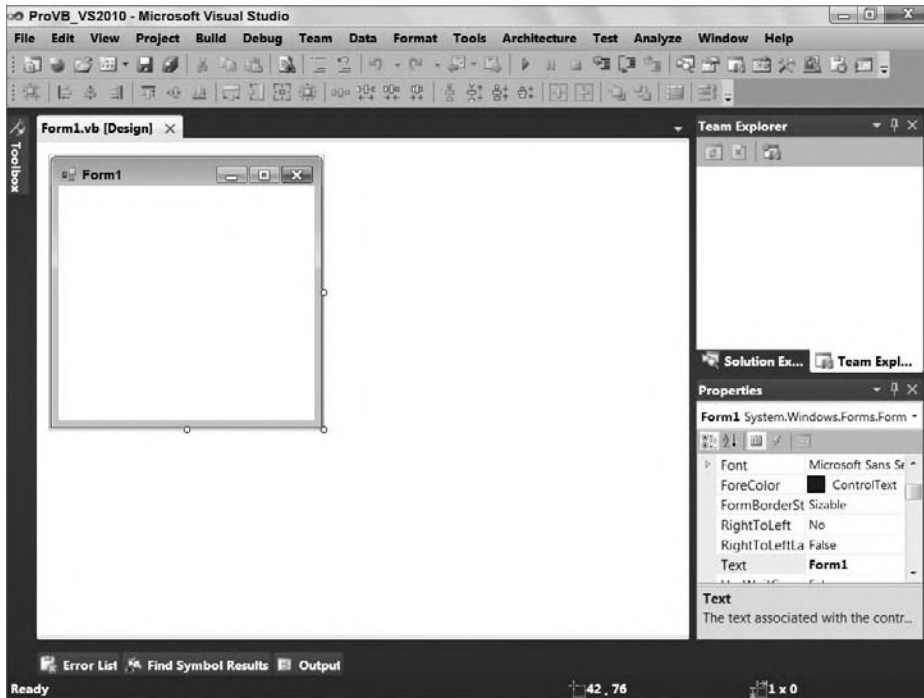 ProVB_VS2010 - Microsoft Visual Studio
File Edit View Project Build Debug Team Data Format Tools Architecture Test Analyze Window Help
Toolbox
Form1.vb [Design]
Form1
Team Explorer
Solution Ex... Team Expl...
Properties
Form1 System.Windows.Forms.Form
Font Microsoft Sans Se
ForeColor ControlText
FormBorderSt Sizable
RightToLeft No
RightToLeftLa False
Text Form1
Text
The text associated with the contr...
Error List Find Symbol Results Output
Ready 42 , 76 1 x 0